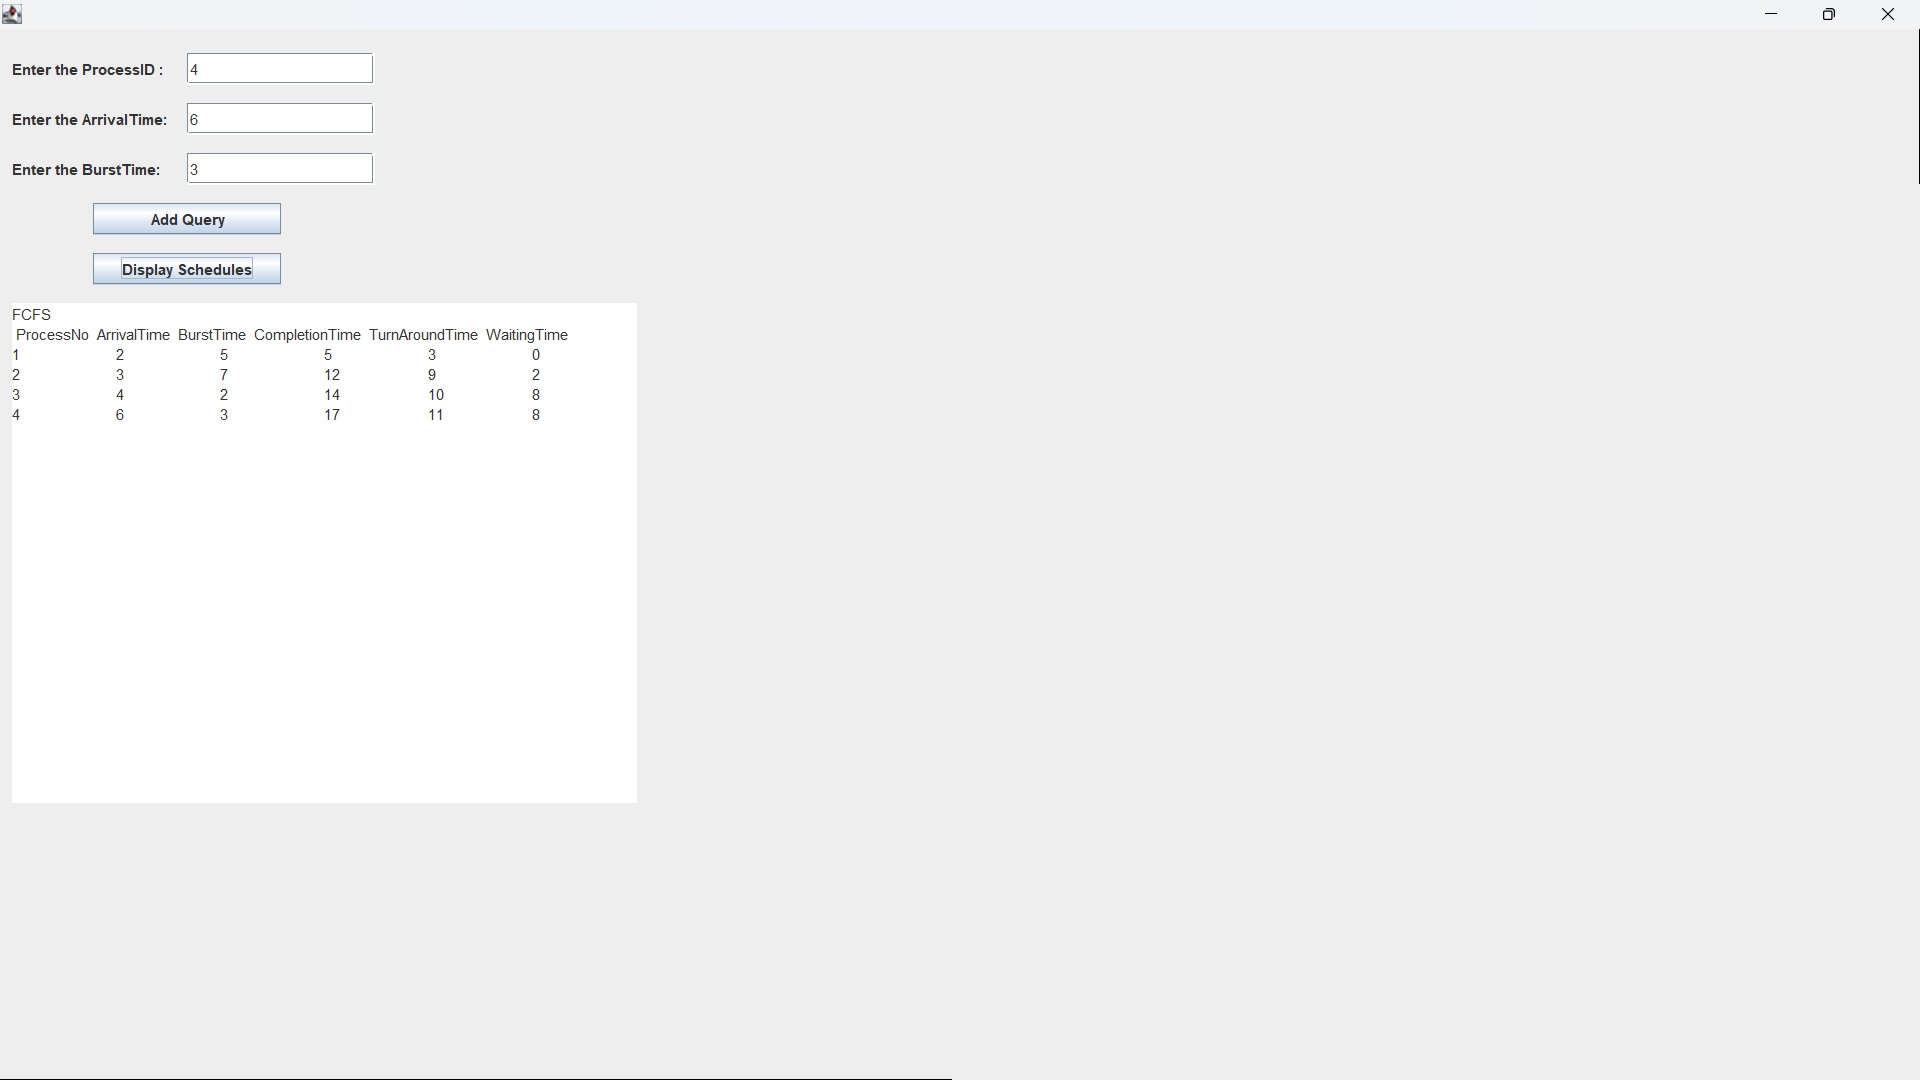 Enter the ProcessID : 4
Enter the ArrivalTime: 6
Enter the BurstTime: 3
Add Query
Display Schedules
FCFS
ProcessNo ArrivalTime BurstTime CompletionTime TurnAroundTime WaitingTime
1 2 5 5 3 0
2 3 7 12 9 2
3 4 2 14 10 8
4 6 3 17 11 8